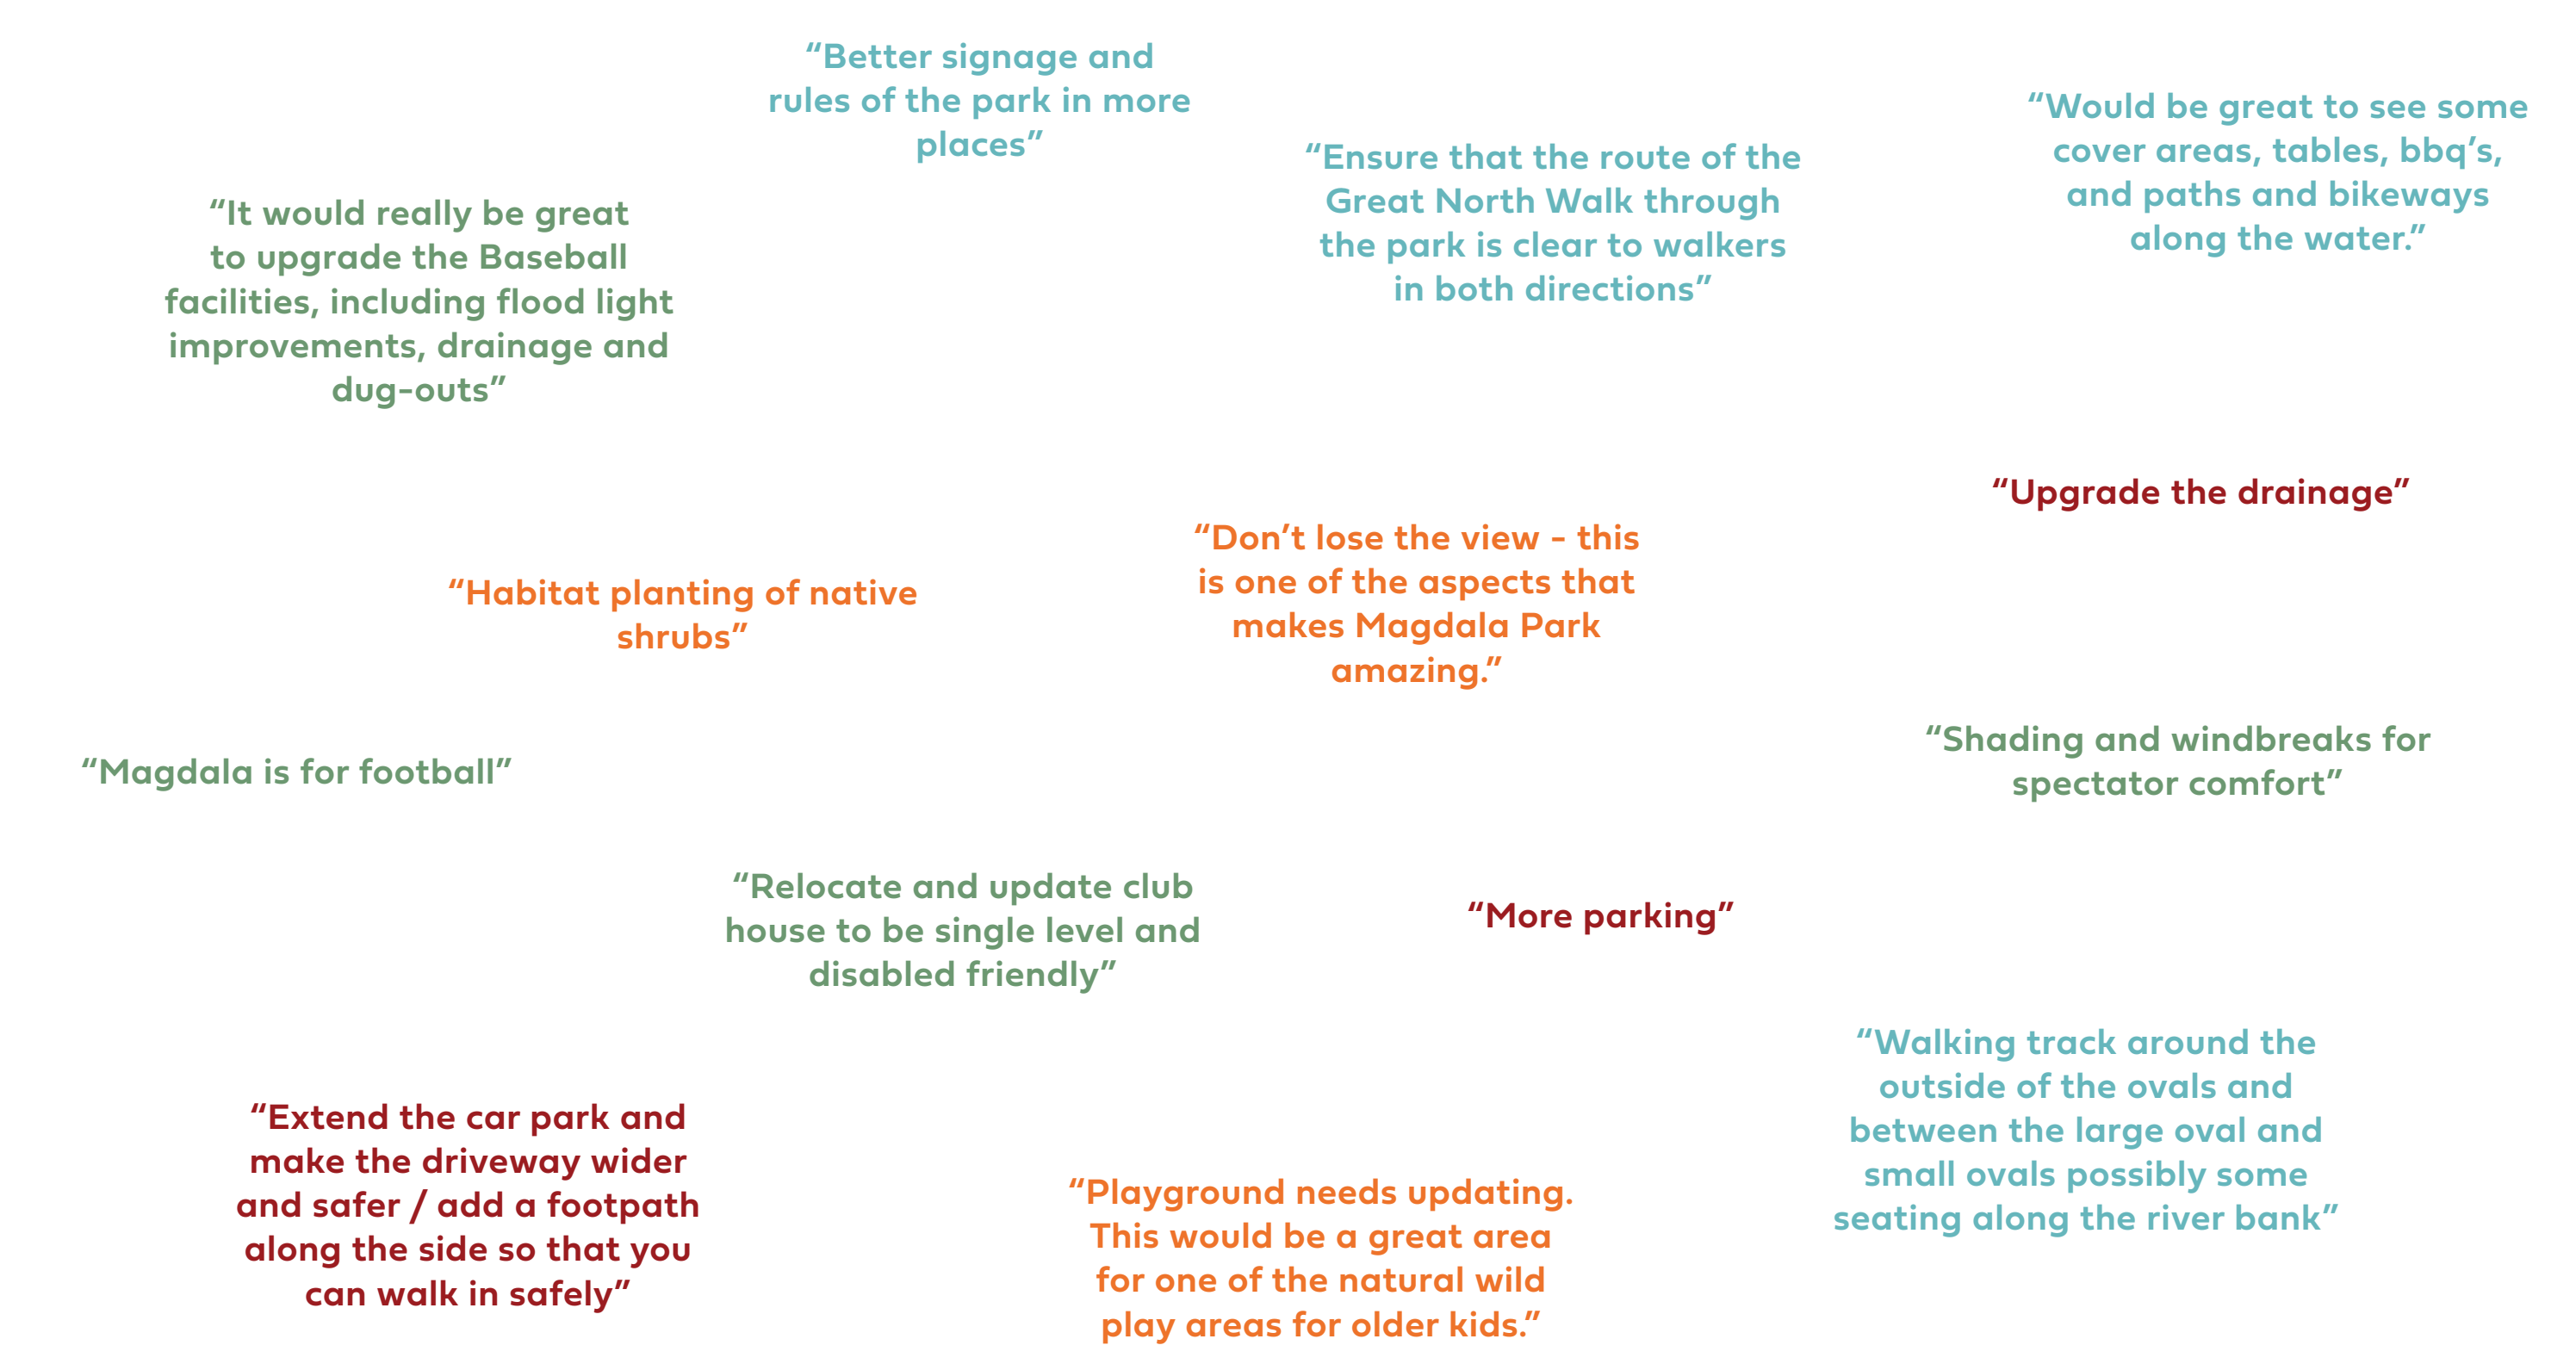 “Better signage and
rules of the park in more
places”
“Would be great to see some
cover areas, tables, bbq’s,
and paths and bikeways
along the water.”
“Ensure that the route of the
Great North Walk through
the park is clear to walkers
in both directions”
“It would really be great
to upgrade the Baseball
facilities, including flood light
improvements, drainage and
dug-outs”
“Upgrade the drainage”
“Don’t lose the view - this
is one of the aspects that
makes Magdala Park
amazing.”
“Habitat planting of native
shrubs”
“Shading and windbreaks for
spectator comfort”
“Magdala is for football”
“Relocate and update club
house to be single level and
disabled friendly”
“More parking”
“Walking track around the
outside of the ovals and
between the large oval and
small ovals possibly some
seating along the river bank”
“Extend the car park and
make the driveway wider
and safer / add a footpath
along the side so that you
can walk in safely”
“Playground needs updating.
This would be a great area
for one of the natural wild
play areas for older kids.”